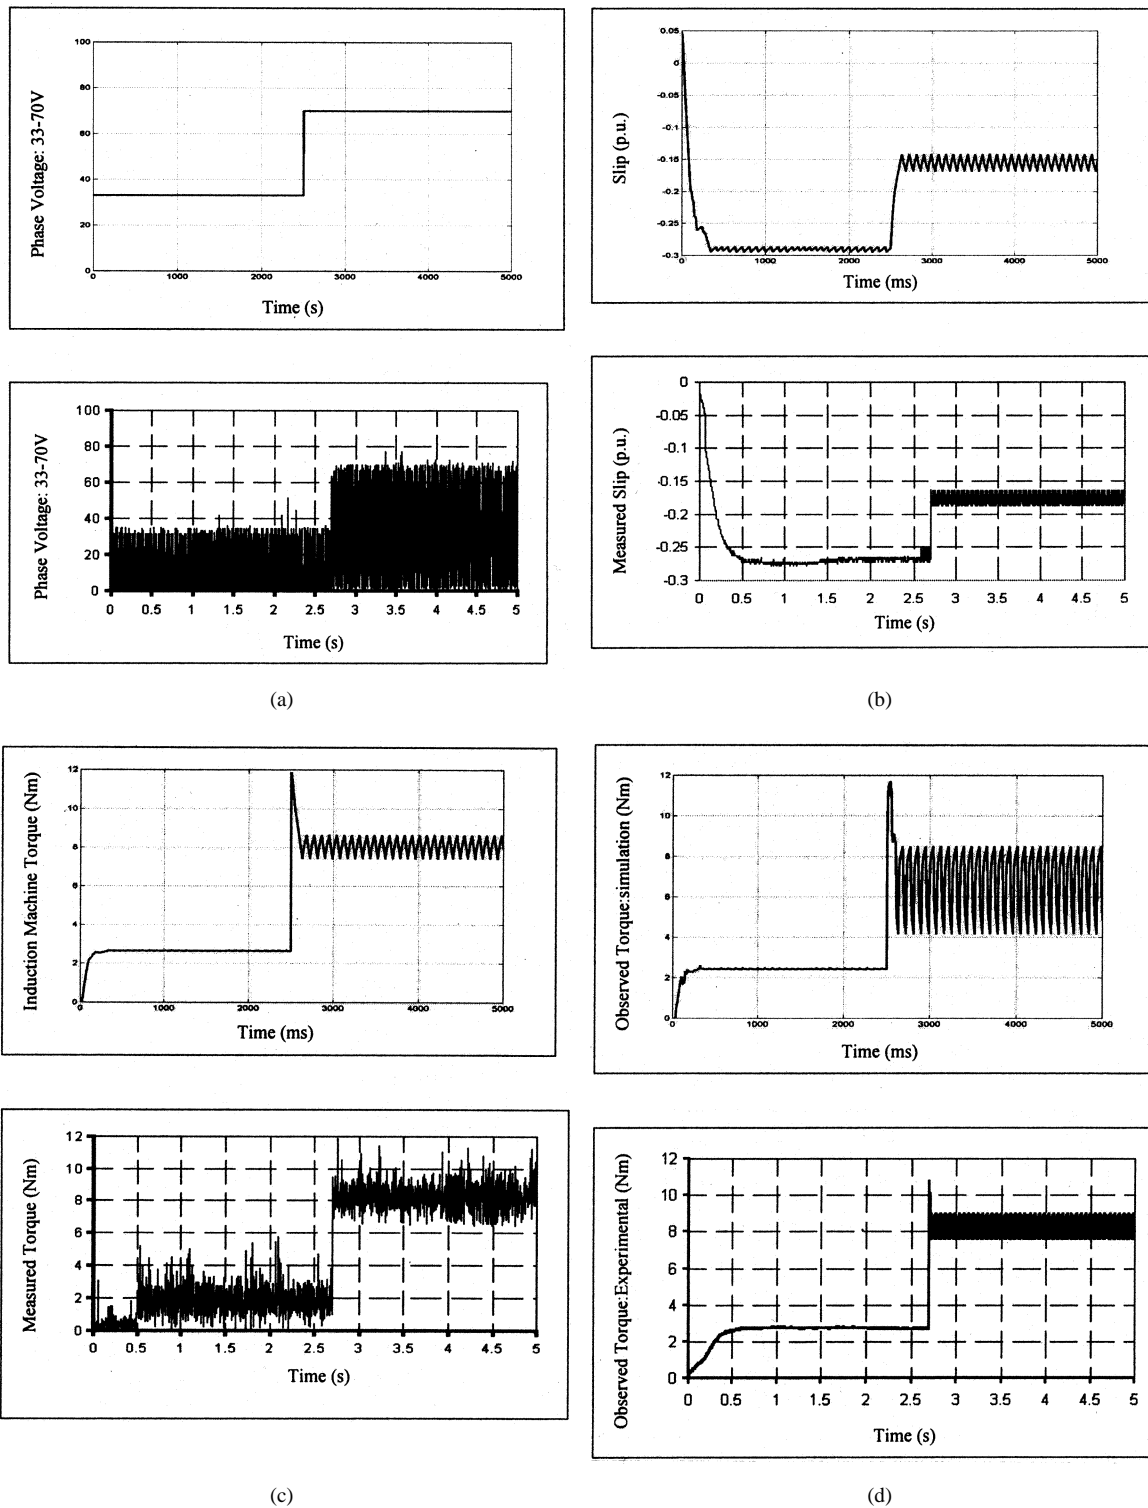 Phase Voltage: 33-70V
100
80
60
40
20
0
0 1000 2000 3000 4000 5000
Time (s)
Slip (p.u.)
0.05
0
-0.05
-0.1
-0.15
-0.2
-0.25
-0.3
0 1000 2000 3000 4000 5000
Time (ms)
Phase Voltage: 33-70V
100
80
60
40
20
0
0 0.5 1 1.5 2 2.5 3 3.5 4 4.5 5
Time (s)
(a)
Measured Slip (p.u.)
0
-0.05
-0.1
-0.15
-0.2
-0.25
-0.3
0 0.5 1 1.5 2 2.5 3 3.5 4 4.5 5
Time (s)
(b)
Induction Machine Torque (Nm)
12
10
8
6
4
2
0
0 1000 2000 3000 4000 5000
Time (ms)
Observed Torque:simulation (Nm)
12
10
8
6
4
2
0
0 1000 2000 3000 4000 5000
Time (ms)
Measured Torque (Nm)
12
10
8
6
4
2
0
0 0.5 1 1.5 2 2.5 3 3.5 4 4.5 5
Time (s)
(c)
Observed Torque:Experimental (Nm)
12
10
8
6
4
2
0
0 0.5 1 1.5 2 2.5 3 3.5 4 4.5 5
Time (s)
(d)